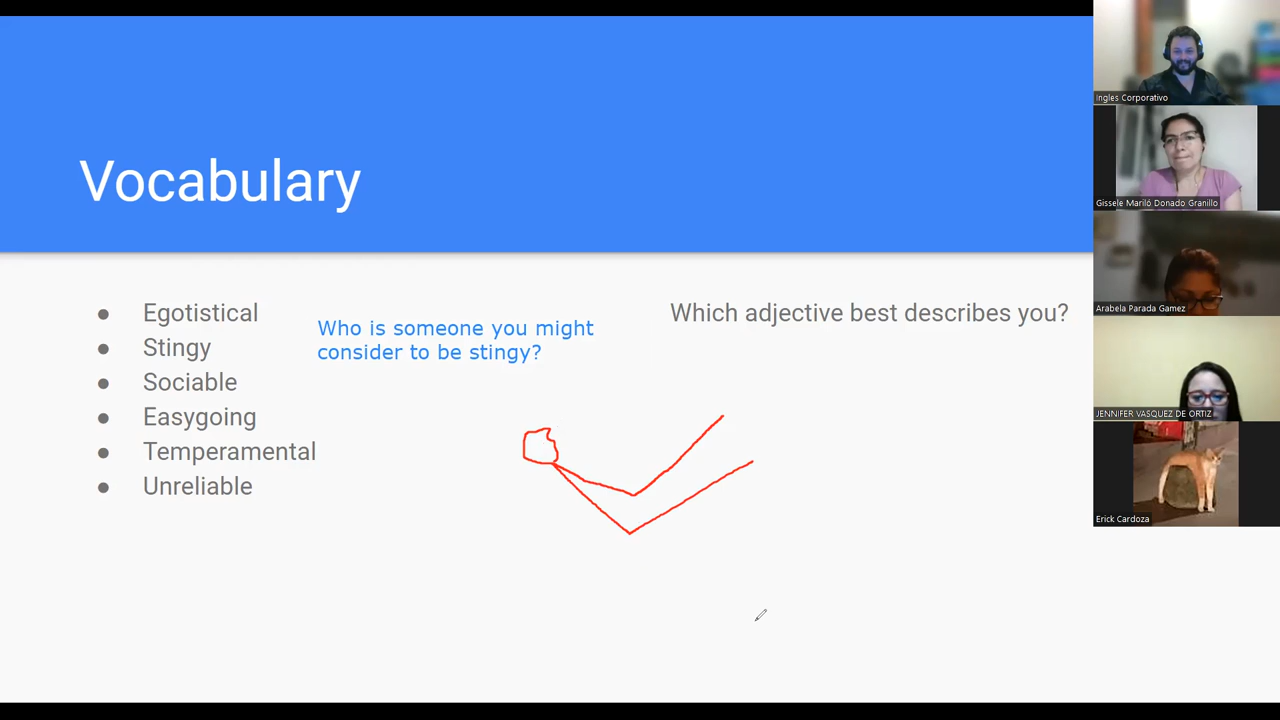 Vocabulary
Egotistical
Stingy
Sociable
Easygoing
Temperamental
Unreliable
Who is someone you might
consider to be stingy?
Which adjective best describes you?
Ingles Corporativo
Gissele Mariló Donado Granillo
Arabela Parada Gamez
JENNIFER VASQUEZ DE ORTIZ
Erick Cardoza